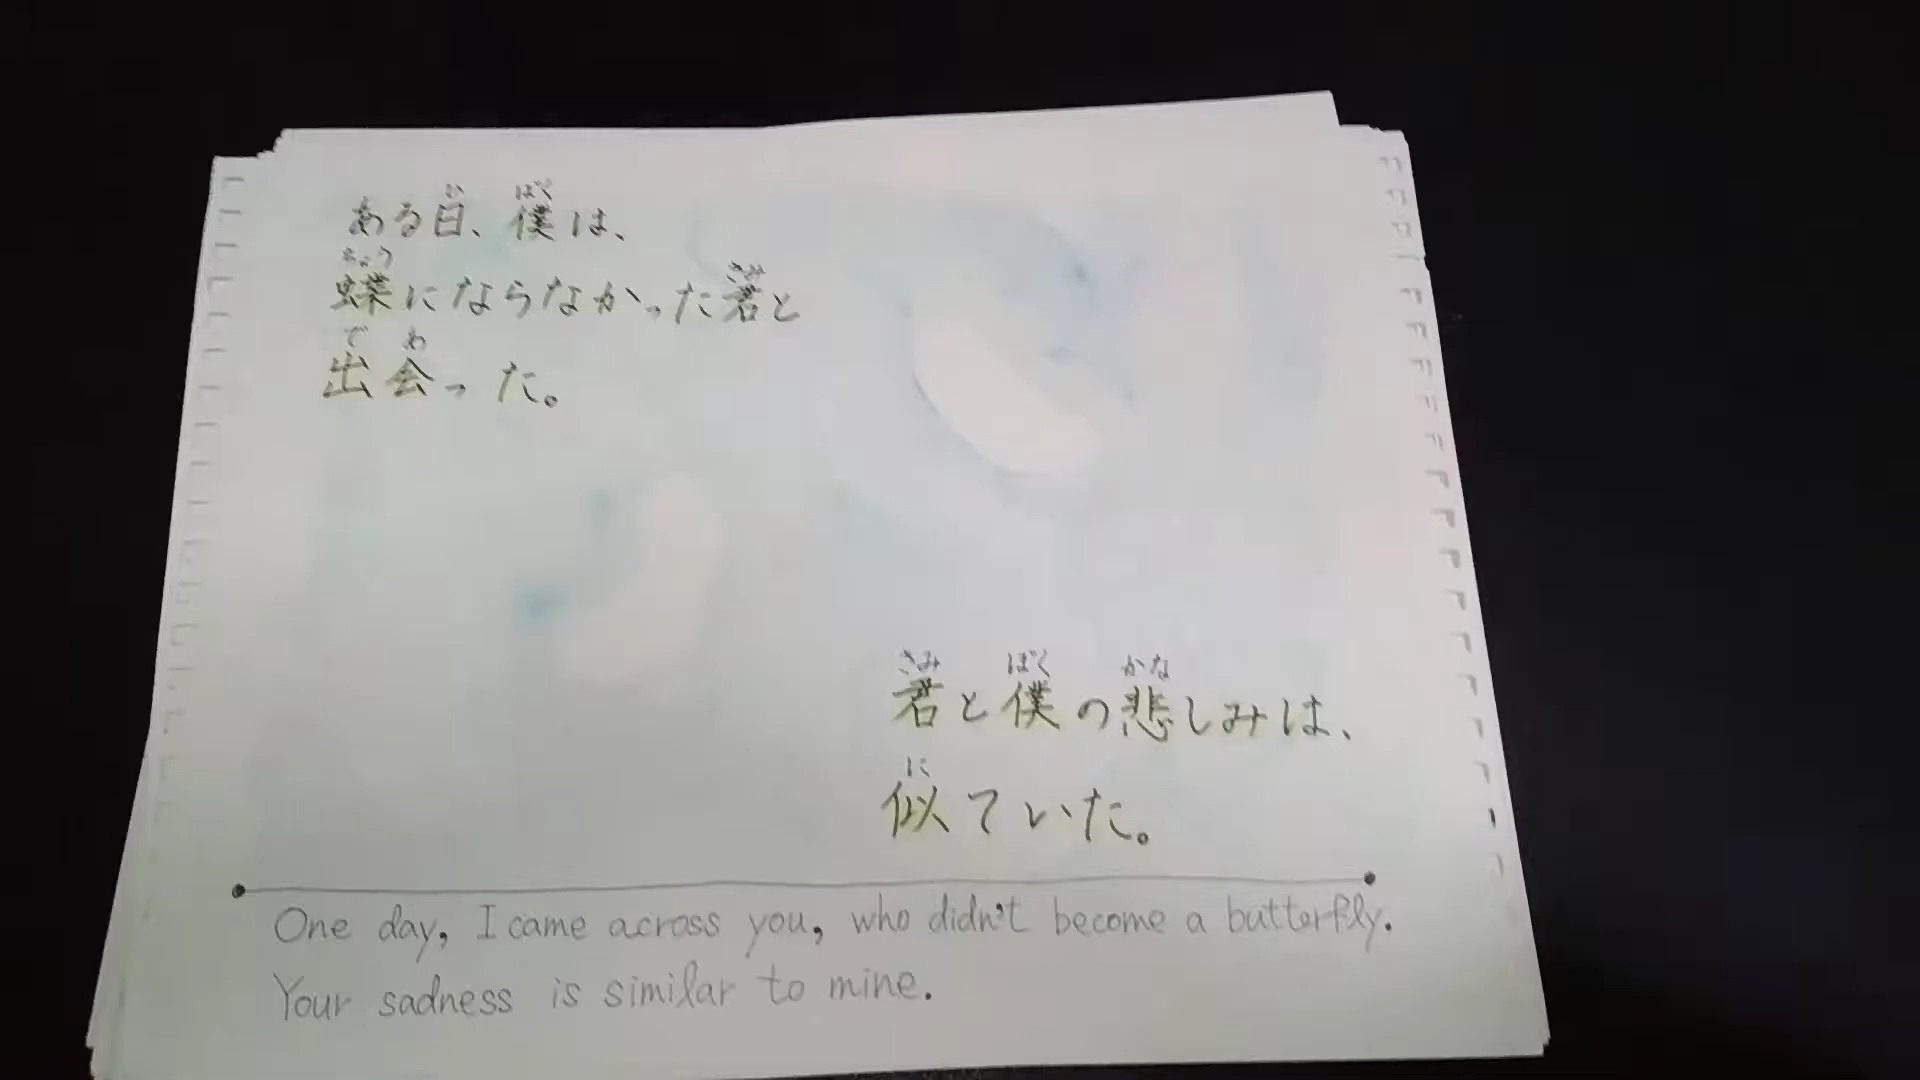 ある日、僕は、
蝶にならなかった君と
出会った。
君と僕の悲しみは、
似ていた。
One day, I came across you, who didn't become a butterfly.
Your sadness is similar to mine.